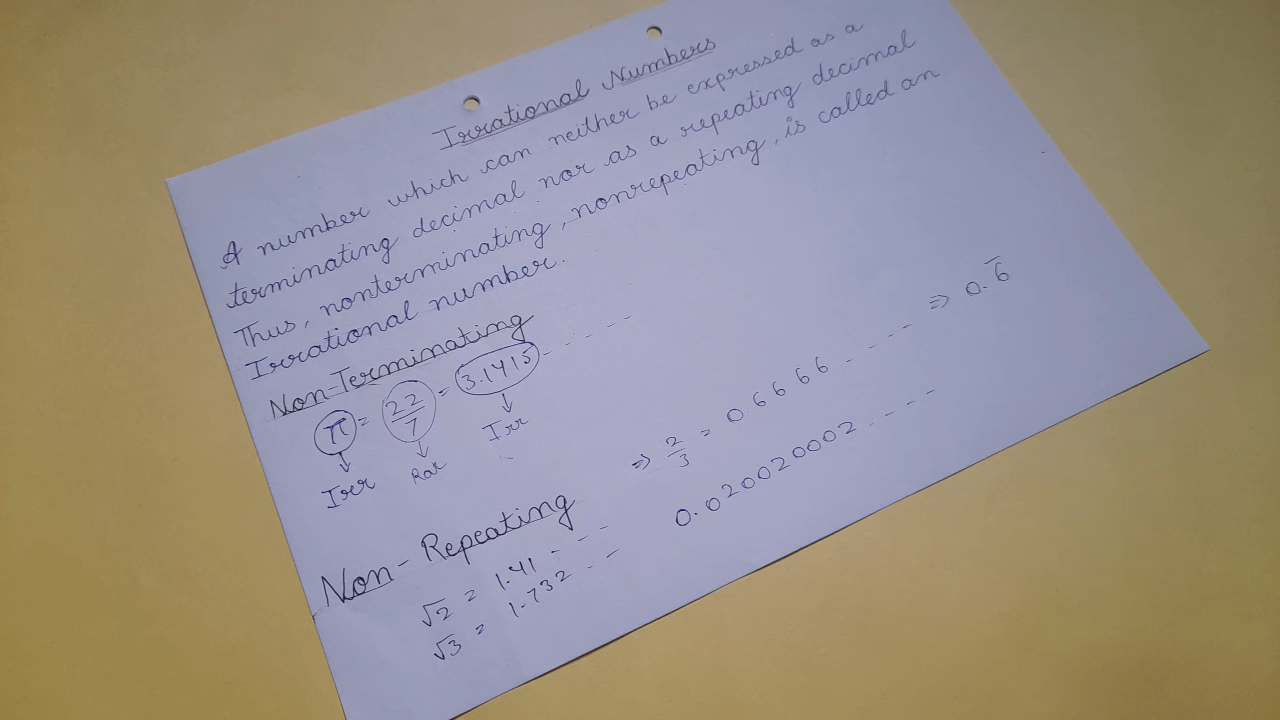 Irrational Numbers
A number which can neither be expressed as a
terminating decimal nor as a repeating decimal
Thus, nonterminating, nonrepeating, is called an
Irrational number.
Non-Terminating
π = 22/7 = 3.1415-----
Irr Rat Irr
⇒ 2/3 = 0.6666..... ⇒ 0.6̅
Non-Repeating
0.020020002.----
√2 = 1.41----
√3 = 1.732..--